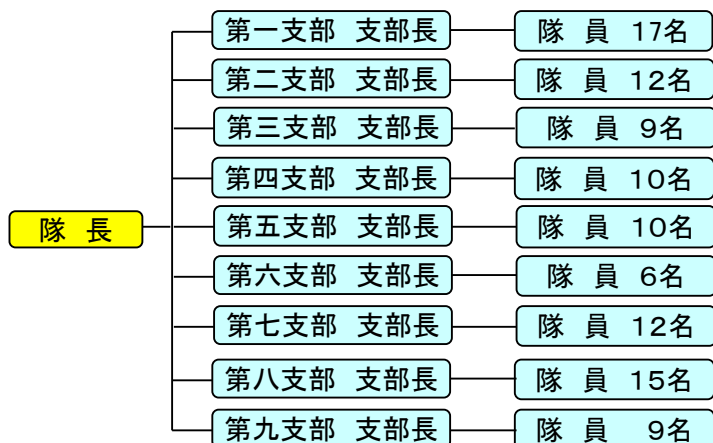 第一支部 支部長 隊 員 17名
第二支部 支部長 隊 員 12名
第三支部 支部長 隊 員 9名
第四支部 支部長 隊 員 10名
隊 長 第五支部 支部長 隊 員 10名
第六支部 支部長 隊 員 6名
第七支部 支部長 隊 員 12名
第八支部 支部長 隊 員 15名
第九支部 支部長 隊 員 9名